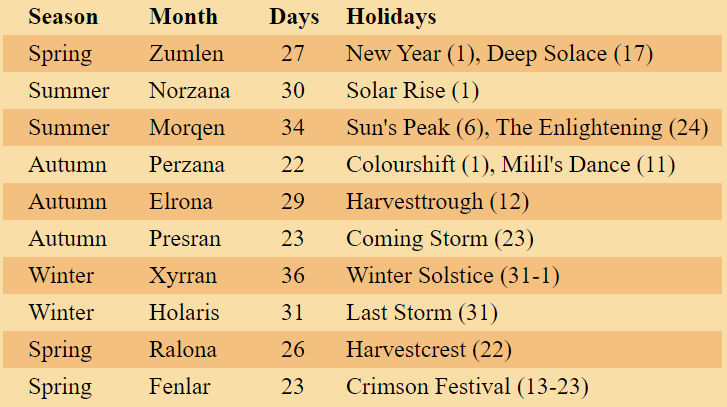 Season Month Days Holidays
Spring Zumlen 27 New Year (1), Deep Solace (17)
Summer Norzana 30 Solar Rise (1)
Summer Morqen 34 Sun's Peak (6), The Enlightening (24)
Autumn Perzana 22 Colourshift (1), Milil's Dance (11)
Autumn Elrona 29 Harvesttrough (12)
Autumn Presran 23 Coming Storm (23)
Winter Xyrran 36 Winter Solstice (31-1)
Winter Holaris 31 Last Storm (31)
Spring Ralona 26 Harvestcrest (22)
Spring Fenlar 23 Crimson Festival (13-23)